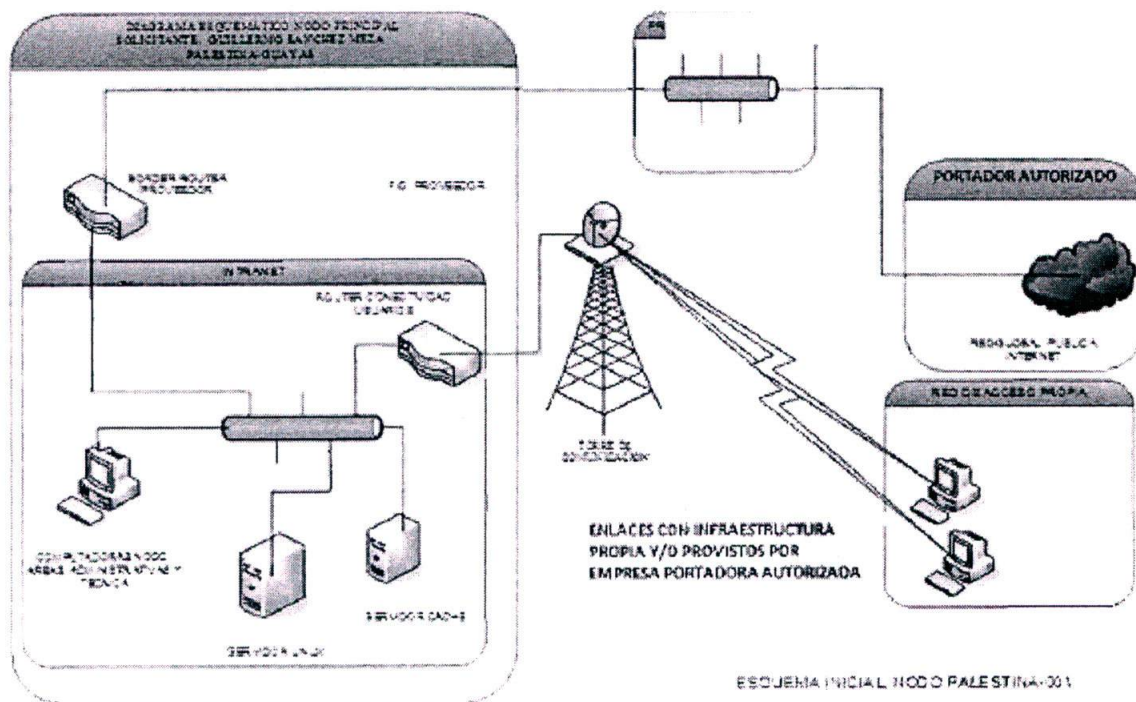 DIAGRAMA ESQUEMATICO NODO PRINCIPAL
SOLICITANTE: GUILLERMO SANCHEZ MEZA
PALESTINA-GUAYAS
BORDER ROUTER
PROVEEDOR
PROVEEDOR
PORTADOR AUTORIZADO
RED GLOBAL PUBLICA
INTERNET
INTRANET
ROUTER CONECTIVIDAD
USUARIOS
RED DE ACCESO PROPIA
TORRE DE
COMUNICACION
COMPUTADORAS NODO
AREAS ADMINISTRATIVAS Y
TECNICA
SERVIDOR CACHE
SERVIDOR LINUX
ENLACES CON INFRAESTRUCTURA
PROPIA Y/O PROVISTOS POR
EMPRESA PORTADORA AUTORIZADA
ESQUEMA INICIAL NODO PALESTINA-001